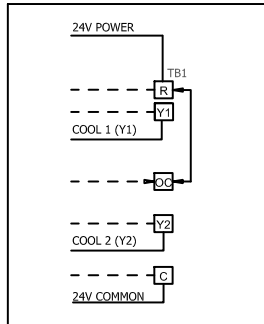 24V POWER
TB1
R
Y1
COOL 1 (Y1)
OC
Y2
COOL 2 (Y2)
C
24V COMMON